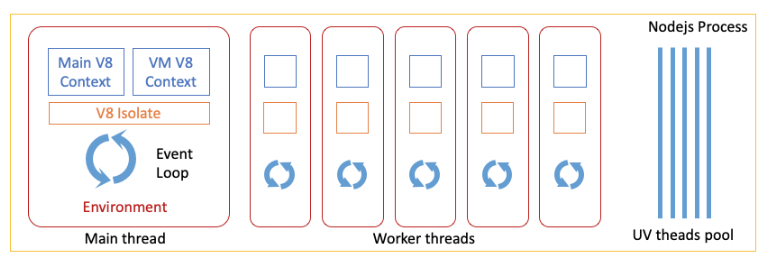 Nodejs Process
Main V8
Context
VM V8
Context
V8 Isolate
Event
Loop
Environment
Main thread
Worker threads
UV theads pool